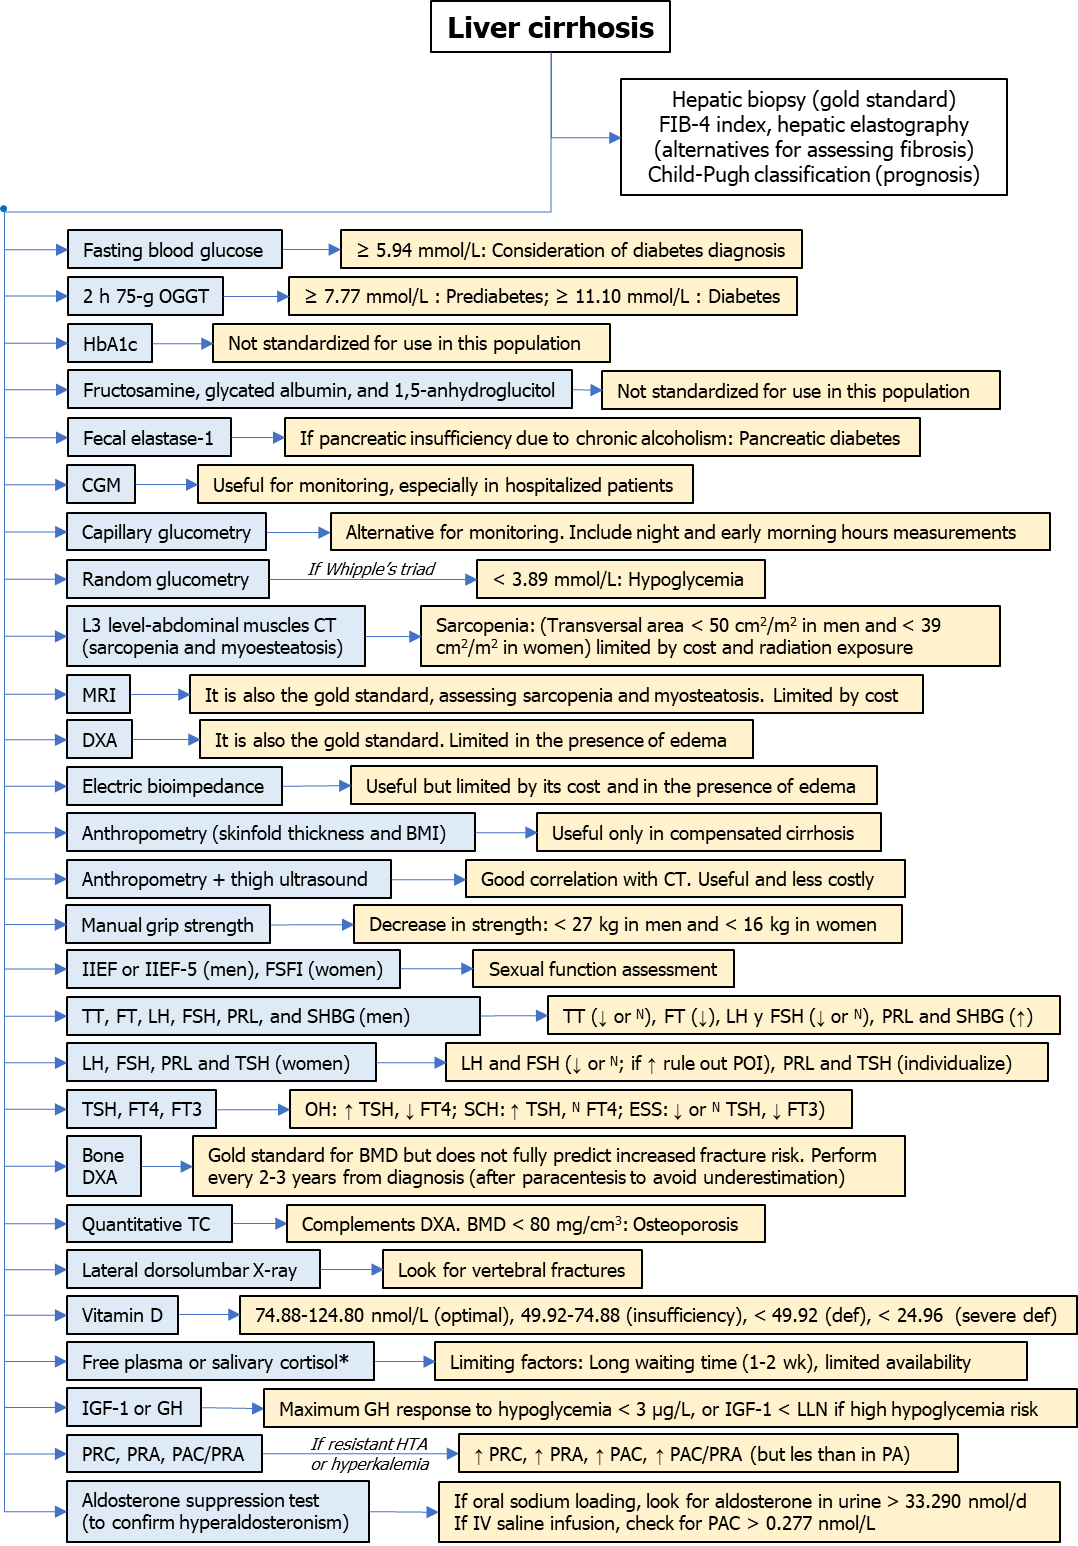 Liver cirrhosis
Hepatic biopsy (gold standard)
FIB-4 index, hepatic elastography
(alternatives for assessing fibrosis)
Child-Pugh classification (prognosis)
Fasting blood glucose
≥ 5.94 mmol/L: Consideration of diabetes diagnosis
2 h 75-g OGGT
≥ 7.77 mmol/L : Prediabetes; ≥ 11.10 mmol/L : Diabetes
HbA1c
Not standardized for use in this population
Fructosamine, glycated albumin, and 1,5-anhydroglucitol
Not standardized for use in this population
Fecal elastase-1
If pancreatic insufficiency due to chronic alcoholism: Pancreatic diabetes
CGM
Useful for monitoring, especially in hospitalized patients
Capillary glucometry
Alternative for monitoring. Include night and early morning hours measurements
Random glucometry
If Whipple's triad
< 3.89 mmol/L: Hypoglycemia
L3 level-abdominal muscles CT
(sarcopenia and myoesteatosis)
Sarcopenia: (Transversal area < 50 cm²/m² in men and < 39
cm²/m² in women) limited by cost and radiation exposure
MRI
It is also the gold standard, assessing sarcopenia and myosteatosis. Limited by cost
DXA
It is also the gold standard. Limited in the presence of edema
Electric bioimpedance
Useful but limited by its cost and in the presence of edema
Anthropometry (skinfold thickness and BMI)
Useful only in compensated cirrhosis
Anthropometry + thigh ultrasound
Good correlation with CT. Useful and less costly
Manual grip strength
Decrease in strength: < 27 kg in men and < 16 kg in women
IIEF or IIEF-5 (men), FSFI (women)
Sexual function assessment
TT, FT, LH, FSH, PRL, and SHBG (men)
TT (↓ or ᴺ), FT (↓), LH y FSH (↓ or ᴺ), PRL and SHBG (↑)
LH, FSH, PRL and TSH (women)
LH and FSH (↓ or ᴺ; if ↑ rule out POI), PRL and TSH (individualize)
TSH, FT4, FT3
OH: ↑ TSH, ↓ FT4; SCH: ↑ TSH, ᴺ FT4; ESS: ↓ or ᴺ TSH, ↓ FT3)
Bone
DXA
Gold standard for BMD but does not fully predict increased fracture risk. Perform
every 2-3 years from diagnosis (after paracentesis to avoid underestimation)
Quantitative TC
Complements DXA. BMD < 80 mg/cm³: Osteoporosis
Lateral dorsolumbar X-ray
Look for vertebral fractures
Vitamin D
74.88-124.80 nmol/L (optimal), 49.92-74.88 (insufficiency), < 49.92 (def), < 24.96 (severe def)
Free plasma or salivary cortisol*
Limiting factors: Long waiting time (1-2 wk), limited availability
IGF-1 or GH
Maximum GH response to hypoglycemia < 3 µg/L, or IGF-1 < LLN if high hypoglycemia risk
PRC, PRA, PAC/PRA
If resistant HTA
or hyperkalemia
↑ PRC, ↑ PRA, ↑ PAC, ↑ PAC/PRA (but less than in PA)
Aldosterone suppression test
(to confirm hyperaldosteronism)
If oral sodium loading, look for aldosterone in urine > 33.290 nmol/d
If IV saline infusion, check for PAC > 0.277 nmol/L